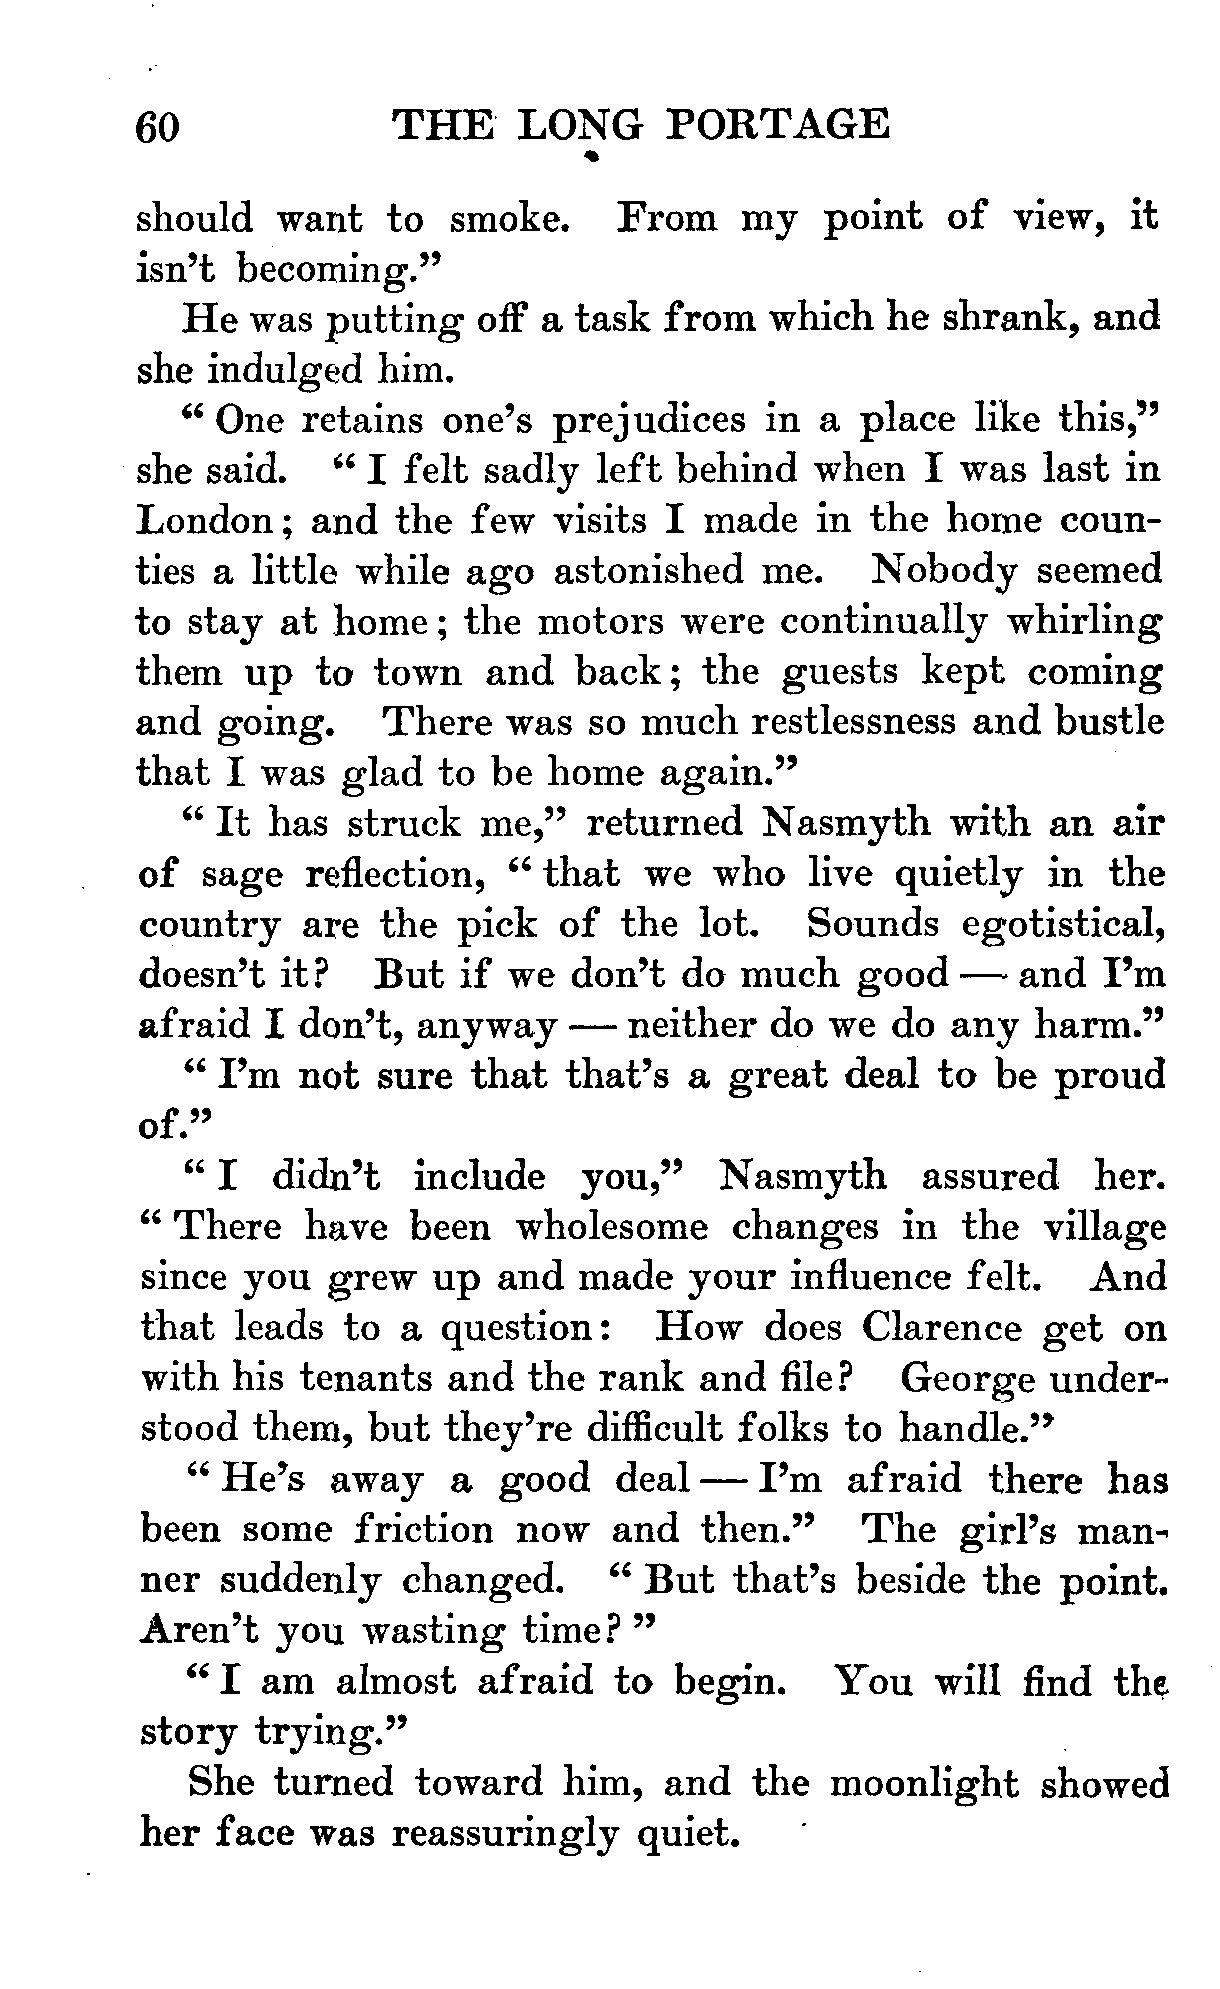 60 THE LONG PORTAGE
should want to smoke. From my point of view, it
isn't becoming."
He was putting off a task from which he shrank, and
she indulged him.
" One retains one's prejudices in a place like this,"
she said. " I felt sadly left behind when I was last in
London; and the few visits I made in the home coun-
ties a little while ago astonished me. Nobody seemed
to stay at home; the motors were continually whirling
them up to town and back; the guests kept coming
and going. There was so much restlessness and bustle
that I was glad to be home again."
" It has struck me," returned Nasmyth with an air
of sage reflection, " that we who live quietly in the
country are the pick of the lot. Sounds egotistical,
doesn't it? But if we don't do much good — and I'm
afraid I don't, anyway — neither do we do any harm."
" I'm not sure that that's a great deal to be proud
of."
" I didn't include you," Nasmyth assured her.
" There have been wholesome changes in the village
since you grew up and made your influence felt. And
that leads to a question: How does Clarence get on
with his tenants and the rank and file? George under-
stood them, but they're difficult folks to handle."
" He's away a good deal — I'm afraid there has
been some friction now and then." The girl's man-
ner suddenly changed. " But that's beside the point.
Aren't you wasting time? "
" I am almost afraid to begin. You will find the
story trying."
She turned toward him, and the moonlight showed
her face was reassuringly quiet.